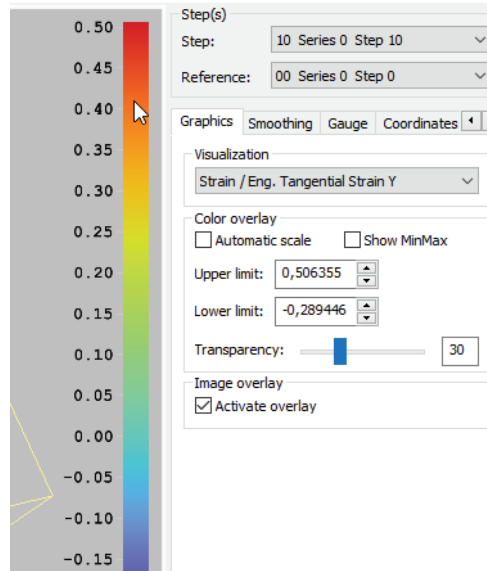 0.50
0.45
0.40
0.35
0.30
0.25
0.20
0.15
0.10
0.05
0.00
-0.05
-0.10
-0.15
Step(s)
Step: 10 Series 0 Step 10
Reference: 00 Series 0 Step 0
Graphics Smoothing Gauge Coordinates
Visualization
Strain / Eng. Tangential Strain Y
Color overlay
Automatic scale Show MinMax
Upper limit: 0,506355
Lower limit: -0,289446
Transparency: 30
Image overlay
Activate overlay